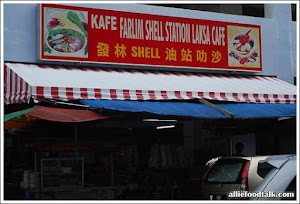 KAFE FARLIM SHELL STATION LAKSA CAFE
發林 SHELL 油站叻沙
alliefoodtalk.com